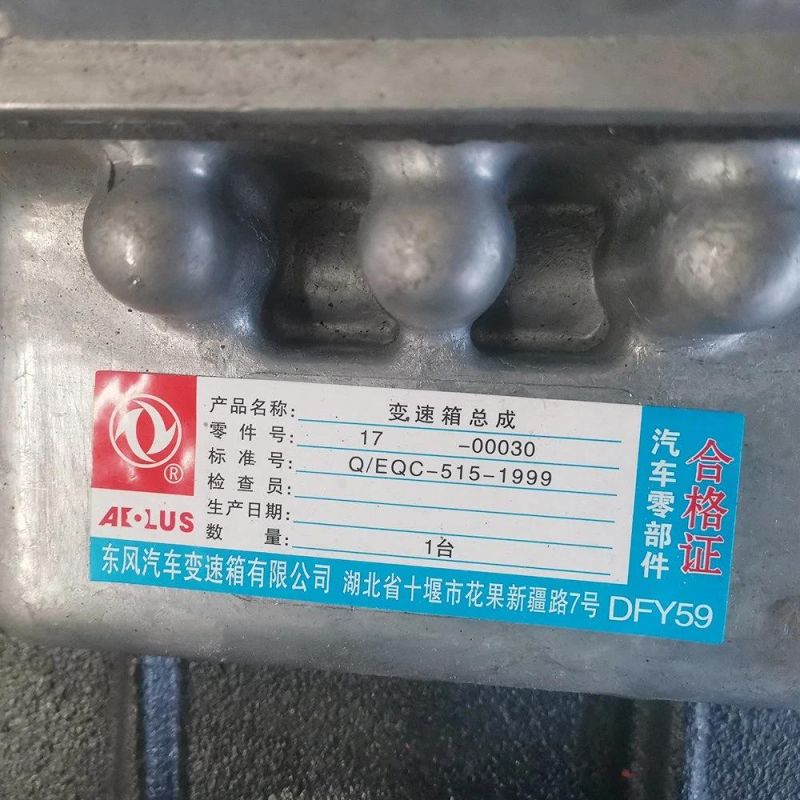 产品名称: 变速箱总成
零件号: 17 -00030
标准号: Q/EQC-515-1999
检查员:
生产日期:
数量: 1台
®
AEOLUS
东风汽车变速箱有限公司 湖北省十堰市花果新疆路7号 DFY59
汽车零部件
合格证